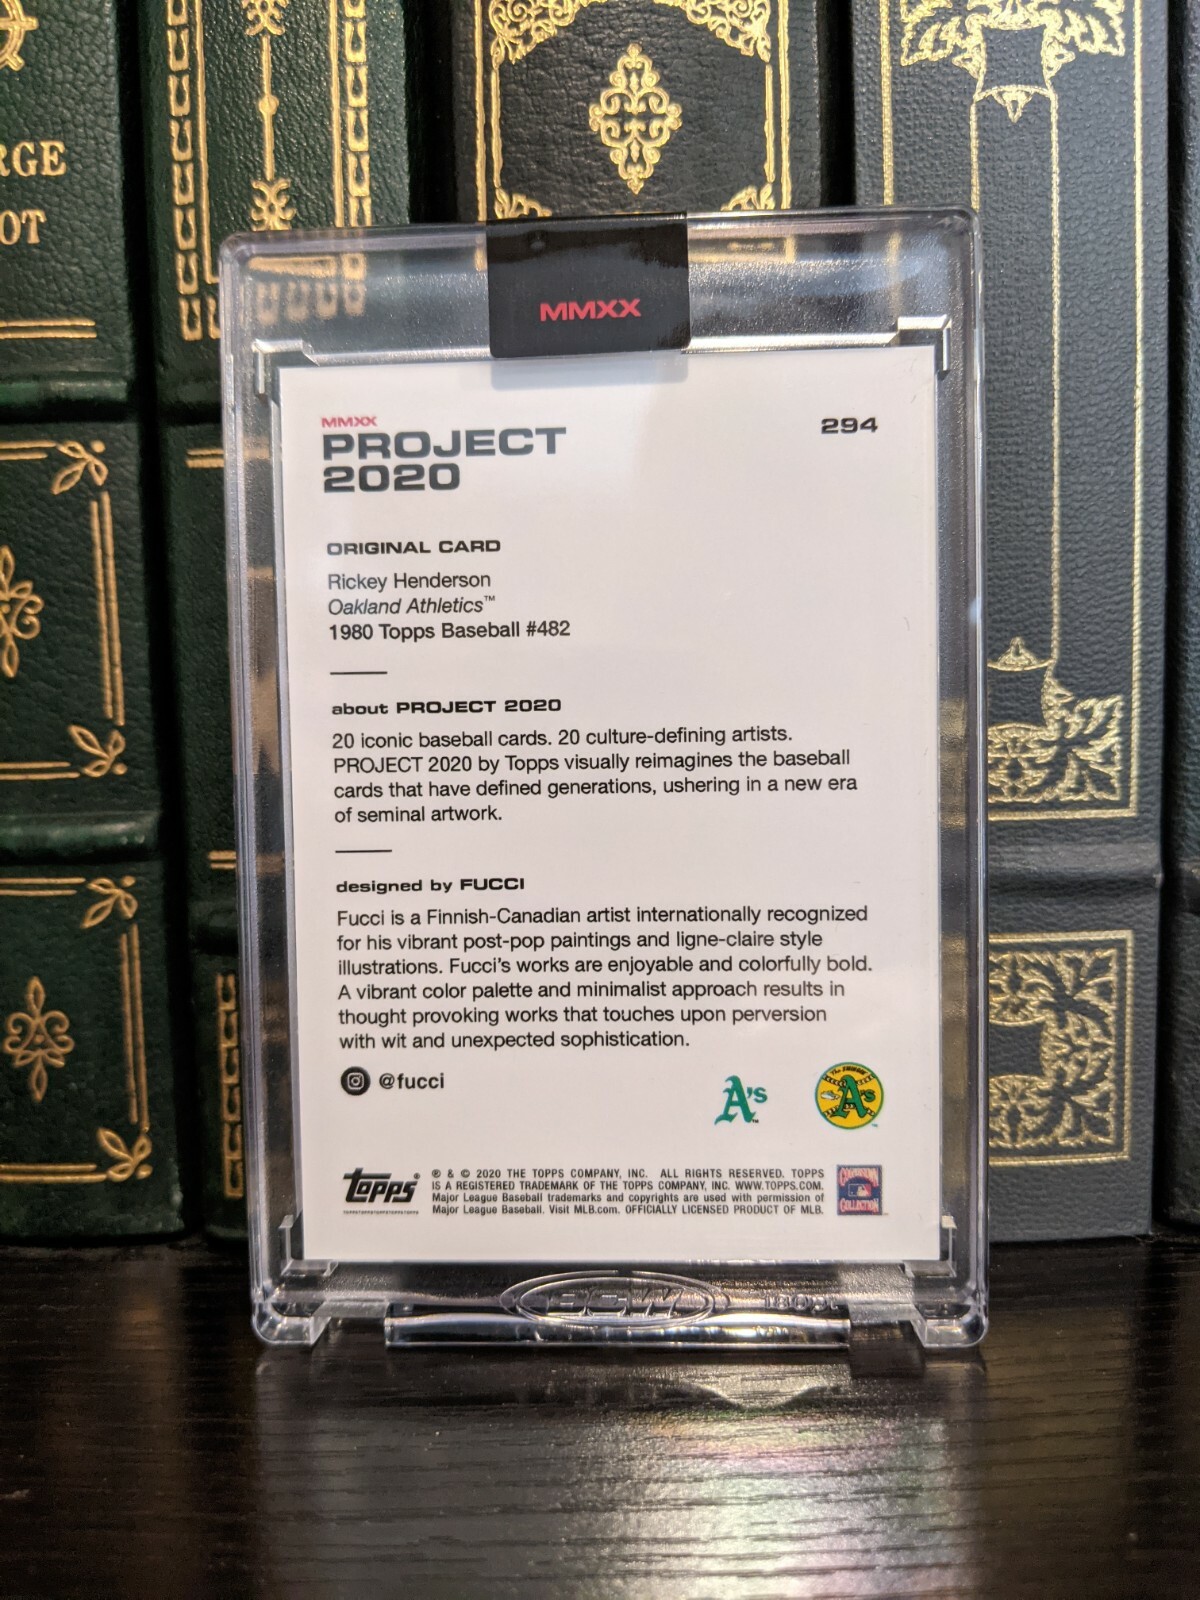 RGE
OT
MMXX
MMXX
PROJECT
2020
294
ORIGINAL CARD
Rickey Henderson
Oakland Athletics™
1980 Topps Baseball #482
about PROJECT 2020
20 iconic baseball cards. 20 culture-defining artists.
PROJECT 2020 by Topps visually reimagines the baseball
cards that have defined generations, ushering in a new era
of seminal artwork.
designed by FUCCI
Fucci is a Finnish-Canadian artist internationally recognized
for his vibrant post-pop paintings and ligne-claire style
illustrations. Fucci's works are enjoyable and colorfully bold.
A vibrant color palette and minimalist approach results in
thought provoking works that touches upon perversion
with wit and unexpected sophistication.
@fucci
A's™
A's
topps®
® & © 2020 THE TOPPS COMPANY, INC. ALL RIGHTS RESERVED. TOPPS
IS A REGISTERED TRADEMARK OF THE TOPPS COMPANY, INC. WWW.TOPPS.COM.
Major League Baseball trademarks and copyrights are used with permission of
Major League Baseball. Visit MLB.com. OFFICIALLY LICENSED PRODUCT OF MLB.
COOPERSTOWN
COLLECTION
BCW